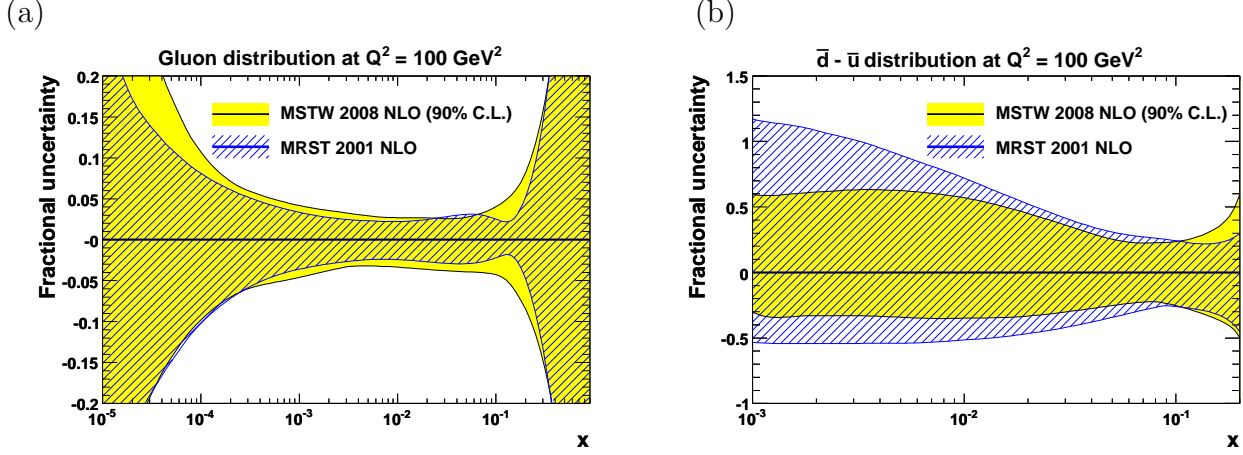 (a)
Gluon distribution at Q² = 100 GeV²
Fractional uncertainty
0.2
0.15
0.1
0.05
-0
-0.05
-0.1
-0.15
-0.2
MSTW 2008 NLO (90% C.L.)
MRST 2001 NLO
10⁻⁵
10⁻⁴
10⁻³
10⁻²
10⁻¹
x
(b)
d̅ - u̅ distribution at Q² = 100 GeV²
Fractional uncertainty
1.5
1
0.5
0
-0.5
-1
MSTW 2008 NLO (90% C.L.)
MRST 2001 NLO
10⁻³
10⁻²
10⁻¹
x